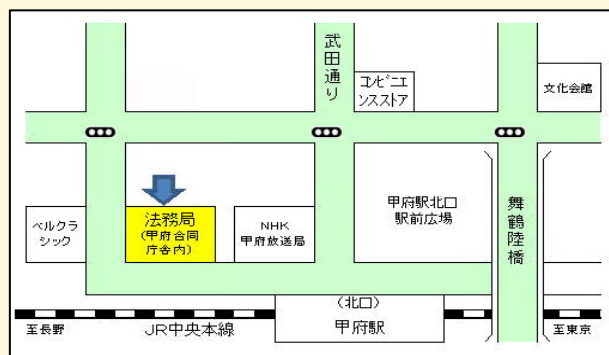 武田通り
コンビニエ
ンスストア
文化会館
ベルクラ
シック
法務局
(甲府合同
庁舎内)
NHK
甲府放送局
甲府駅北口
駅前広場
舞鶴陸橋
(北口)
甲府駅
至長野
JR中央本線
至東京